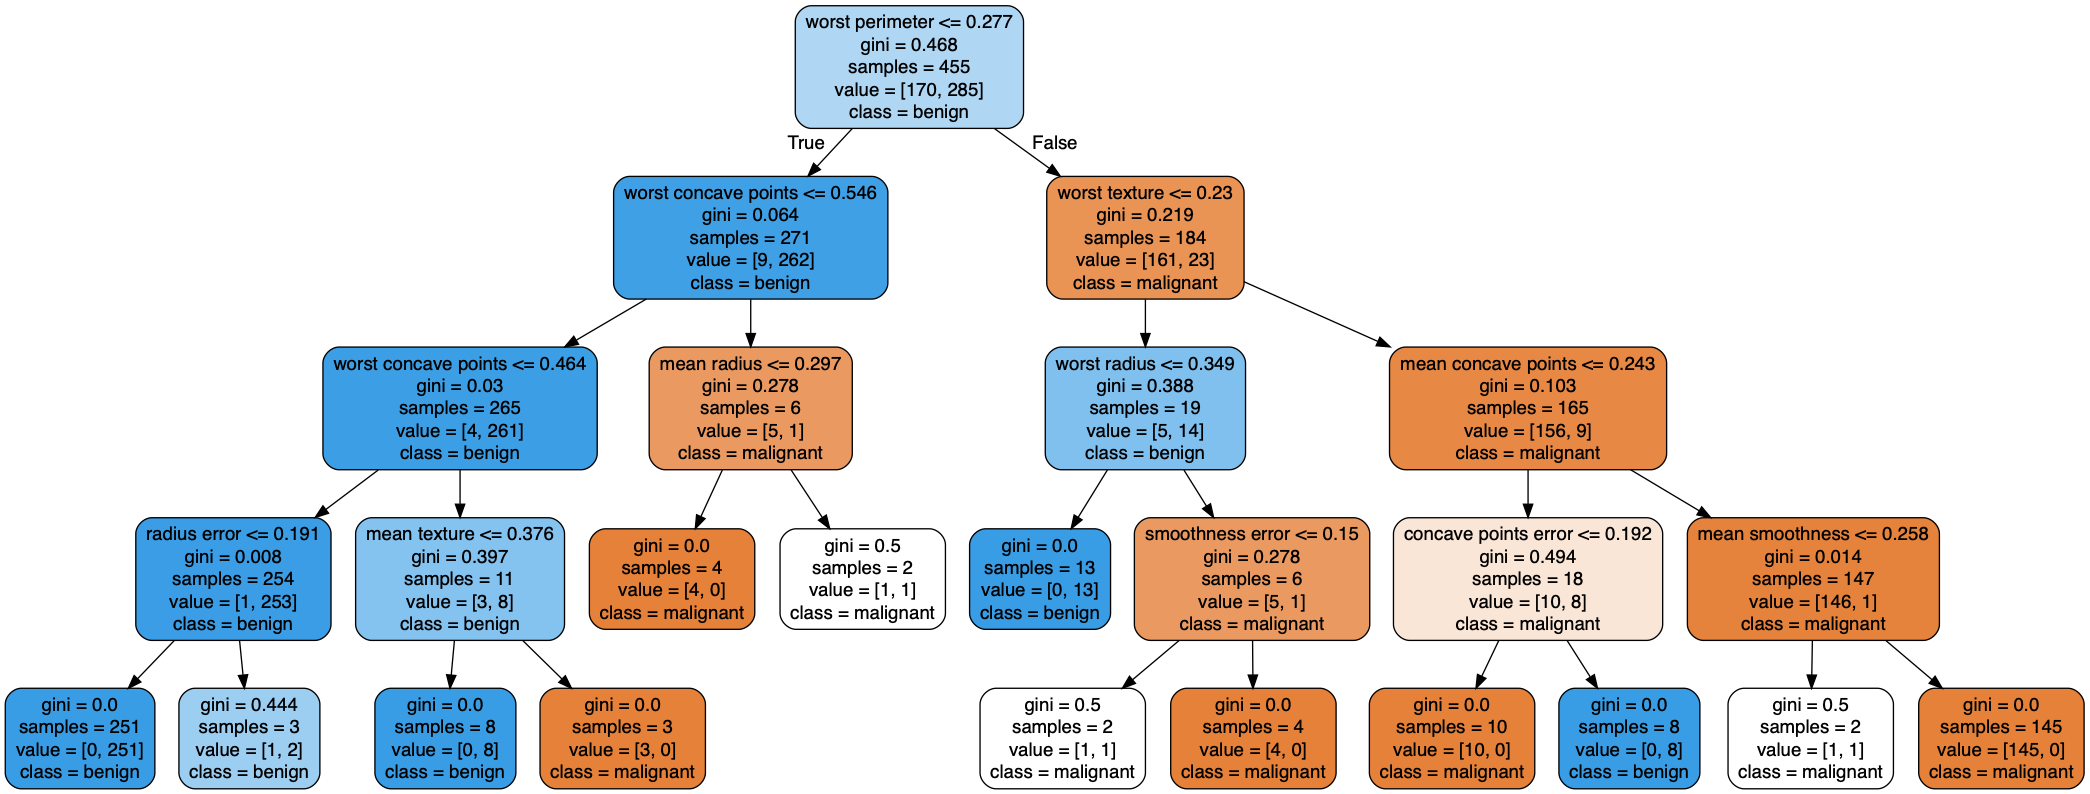 worst perimeter <= 0.277
gini = 0.468
samples = 455
value = [170, 285]
class = benign
True
False
worst concave points <= 0.546
gini = 0.064
samples = 271
value = [9, 262]
class = benign
worst texture <= 0.23
gini = 0.219
samples = 184
value = [161, 23]
class = malignant
worst concave points <= 0.464
gini = 0.03
samples = 265
value = [4, 261]
class = benign
mean radius <= 0.297
gini = 0.278
samples = 6
value = [5, 1]
class = malignant
worst radius <= 0.349
gini = 0.388
samples = 19
value = [5, 14]
class = benign
mean concave points <= 0.243
gini = 0.103
samples = 165
value = [156, 9]
class = malignant
radius error <= 0.191
gini = 0.008
samples = 254
value = [1, 253]
class = benign
mean texture <= 0.376
gini = 0.397
samples = 11
value = [3, 8]
class = benign
gini = 0.0
samples = 4
value = [4, 0]
class = malignant
gini = 0.5
samples = 2
value = [1, 1]
class = malignant
gini = 0.0
samples = 13
value = [0, 13]
class = benign
smoothness error <= 0.15
gini = 0.278
samples = 6
value = [5, 1]
class = malignant
concave points error <= 0.192
gini = 0.494
samples = 18
value = [10, 8]
class = malignant
mean smoothness <= 0.258
gini = 0.014
samples = 147
value = [146, 1]
class = malignant
gini = 0.0
samples = 251
value = [0, 251]
class = benign
gini = 0.444
samples = 3
value = [1, 2]
class = benign
gini = 0.0
samples = 8
value = [0, 8]
class = benign
gini = 0.0
samples = 3
value = [3, 0]
class = malignant
gini = 0.5
samples = 2
value = [1, 1]
class = malignant
gini = 0.0
samples = 4
value = [4, 0]
class = malignant
gini = 0.0
samples = 10
value = [10, 0]
class = malignant
gini = 0.0
samples = 8
value = [0, 8]
class = benign
gini = 0.5
samples = 2
value = [1, 1]
class = malignant
gini = 0.0
samples = 145
value = [145, 0]
class = malignant